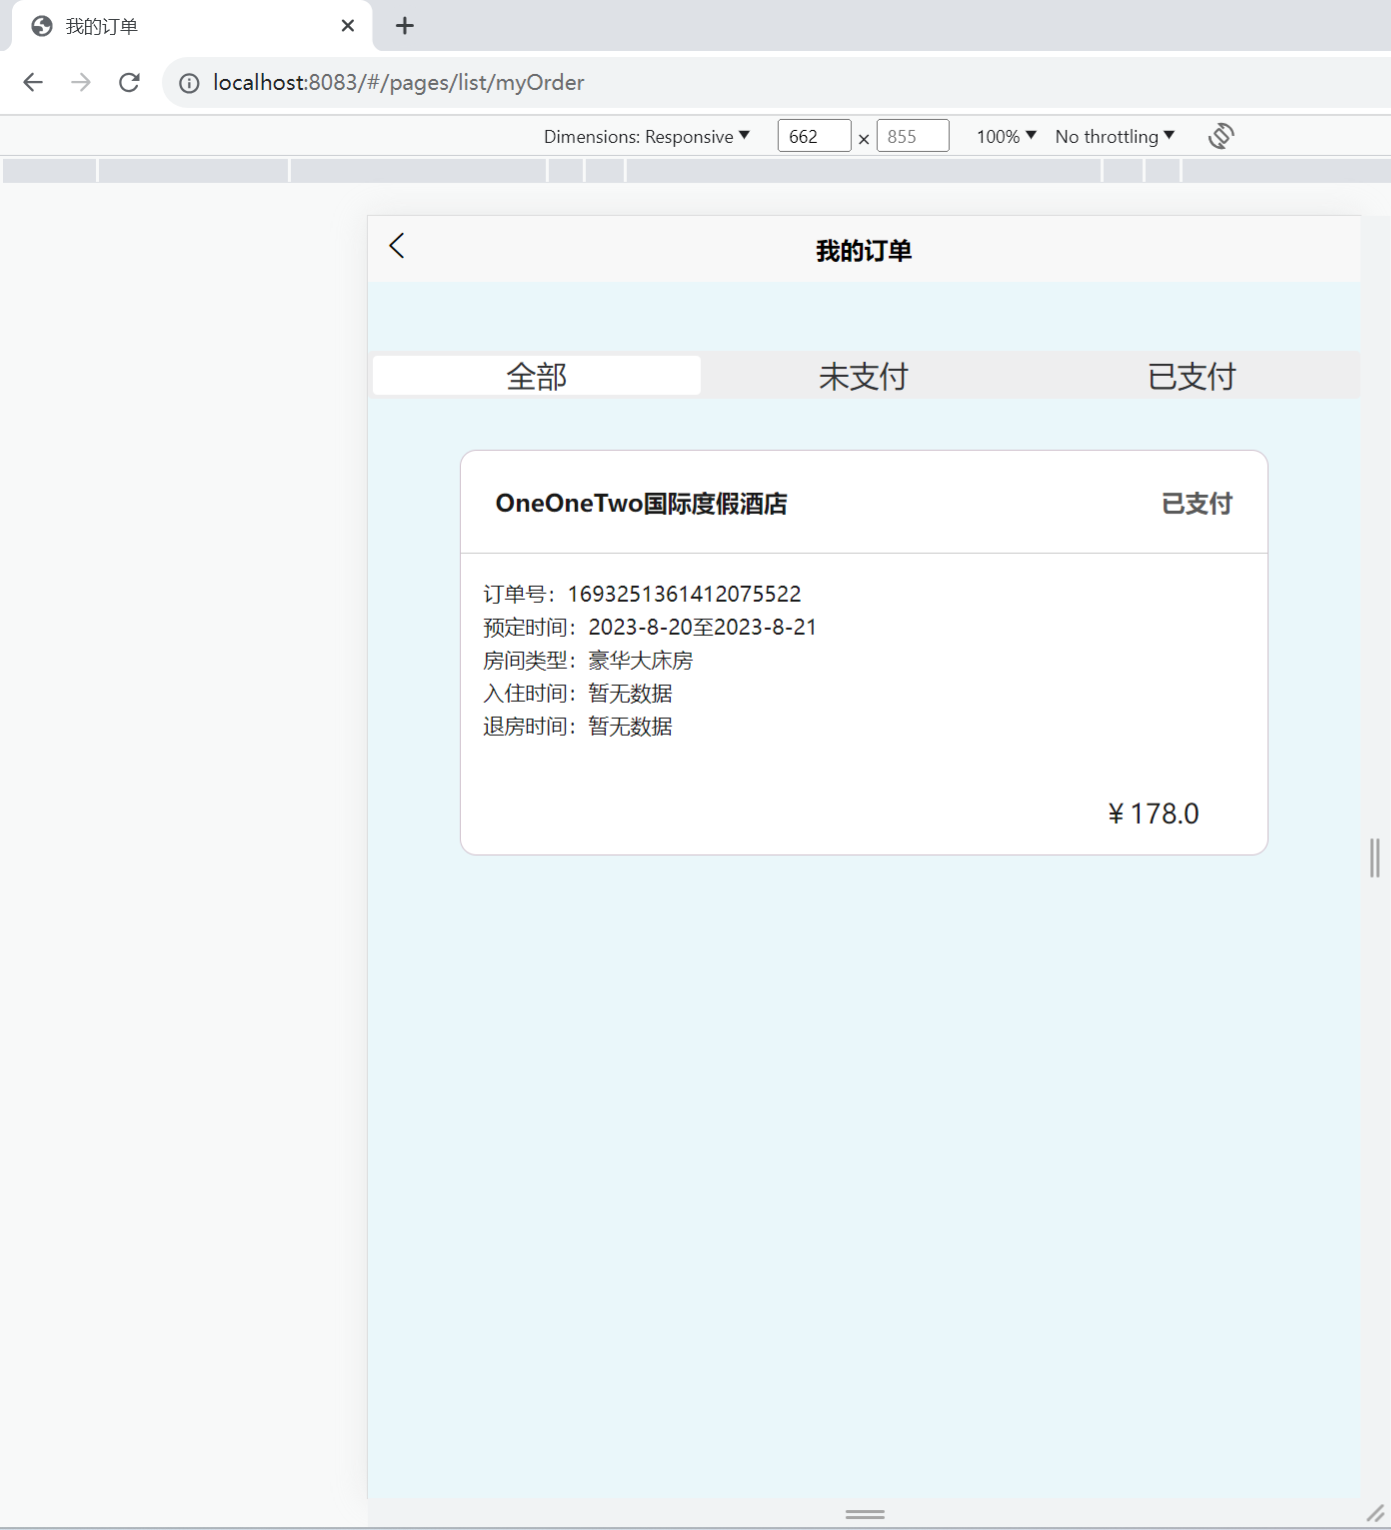 我的订单
localhost:8083/#/pages/list/myOrder
Dimensions: Responsive 662 × 855 100% No throttling
我的订单
全部 未支付 已支付
OneOneTwo国际度假酒店 已支付
订单号：1693251361412075522
预定时间：2023-8-20至2023-8-21
房间类型：豪华大床房
入住时间：暂无数据
退房时间：暂无数据
¥ 178.0